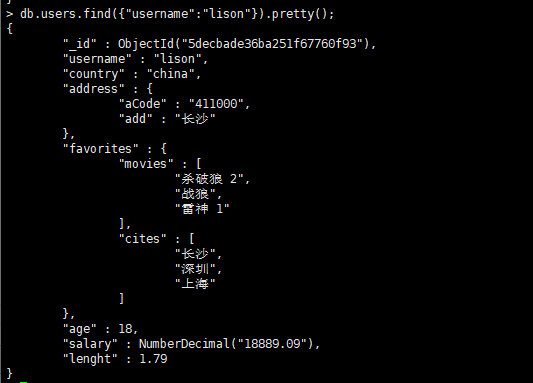 > db.users.find({"username":"lison"}).pretty();
{
"_id" : ObjectId("5decbade36ba251f67760f93"),
"username" : "lison",
"country" : "china",
"address" : {
"aCode" : "411000",
"add" : "长沙"
},
"favorites" : {
"movies" : [
"杀破狼 2",
"战狼",
"雷神 1"
],
"cites" : [
"长沙",
"深圳",
"上海"
]
},
"age" : 18,
"salary" : NumberDecimal("18889.09"),
"lenght" : 1.79
}